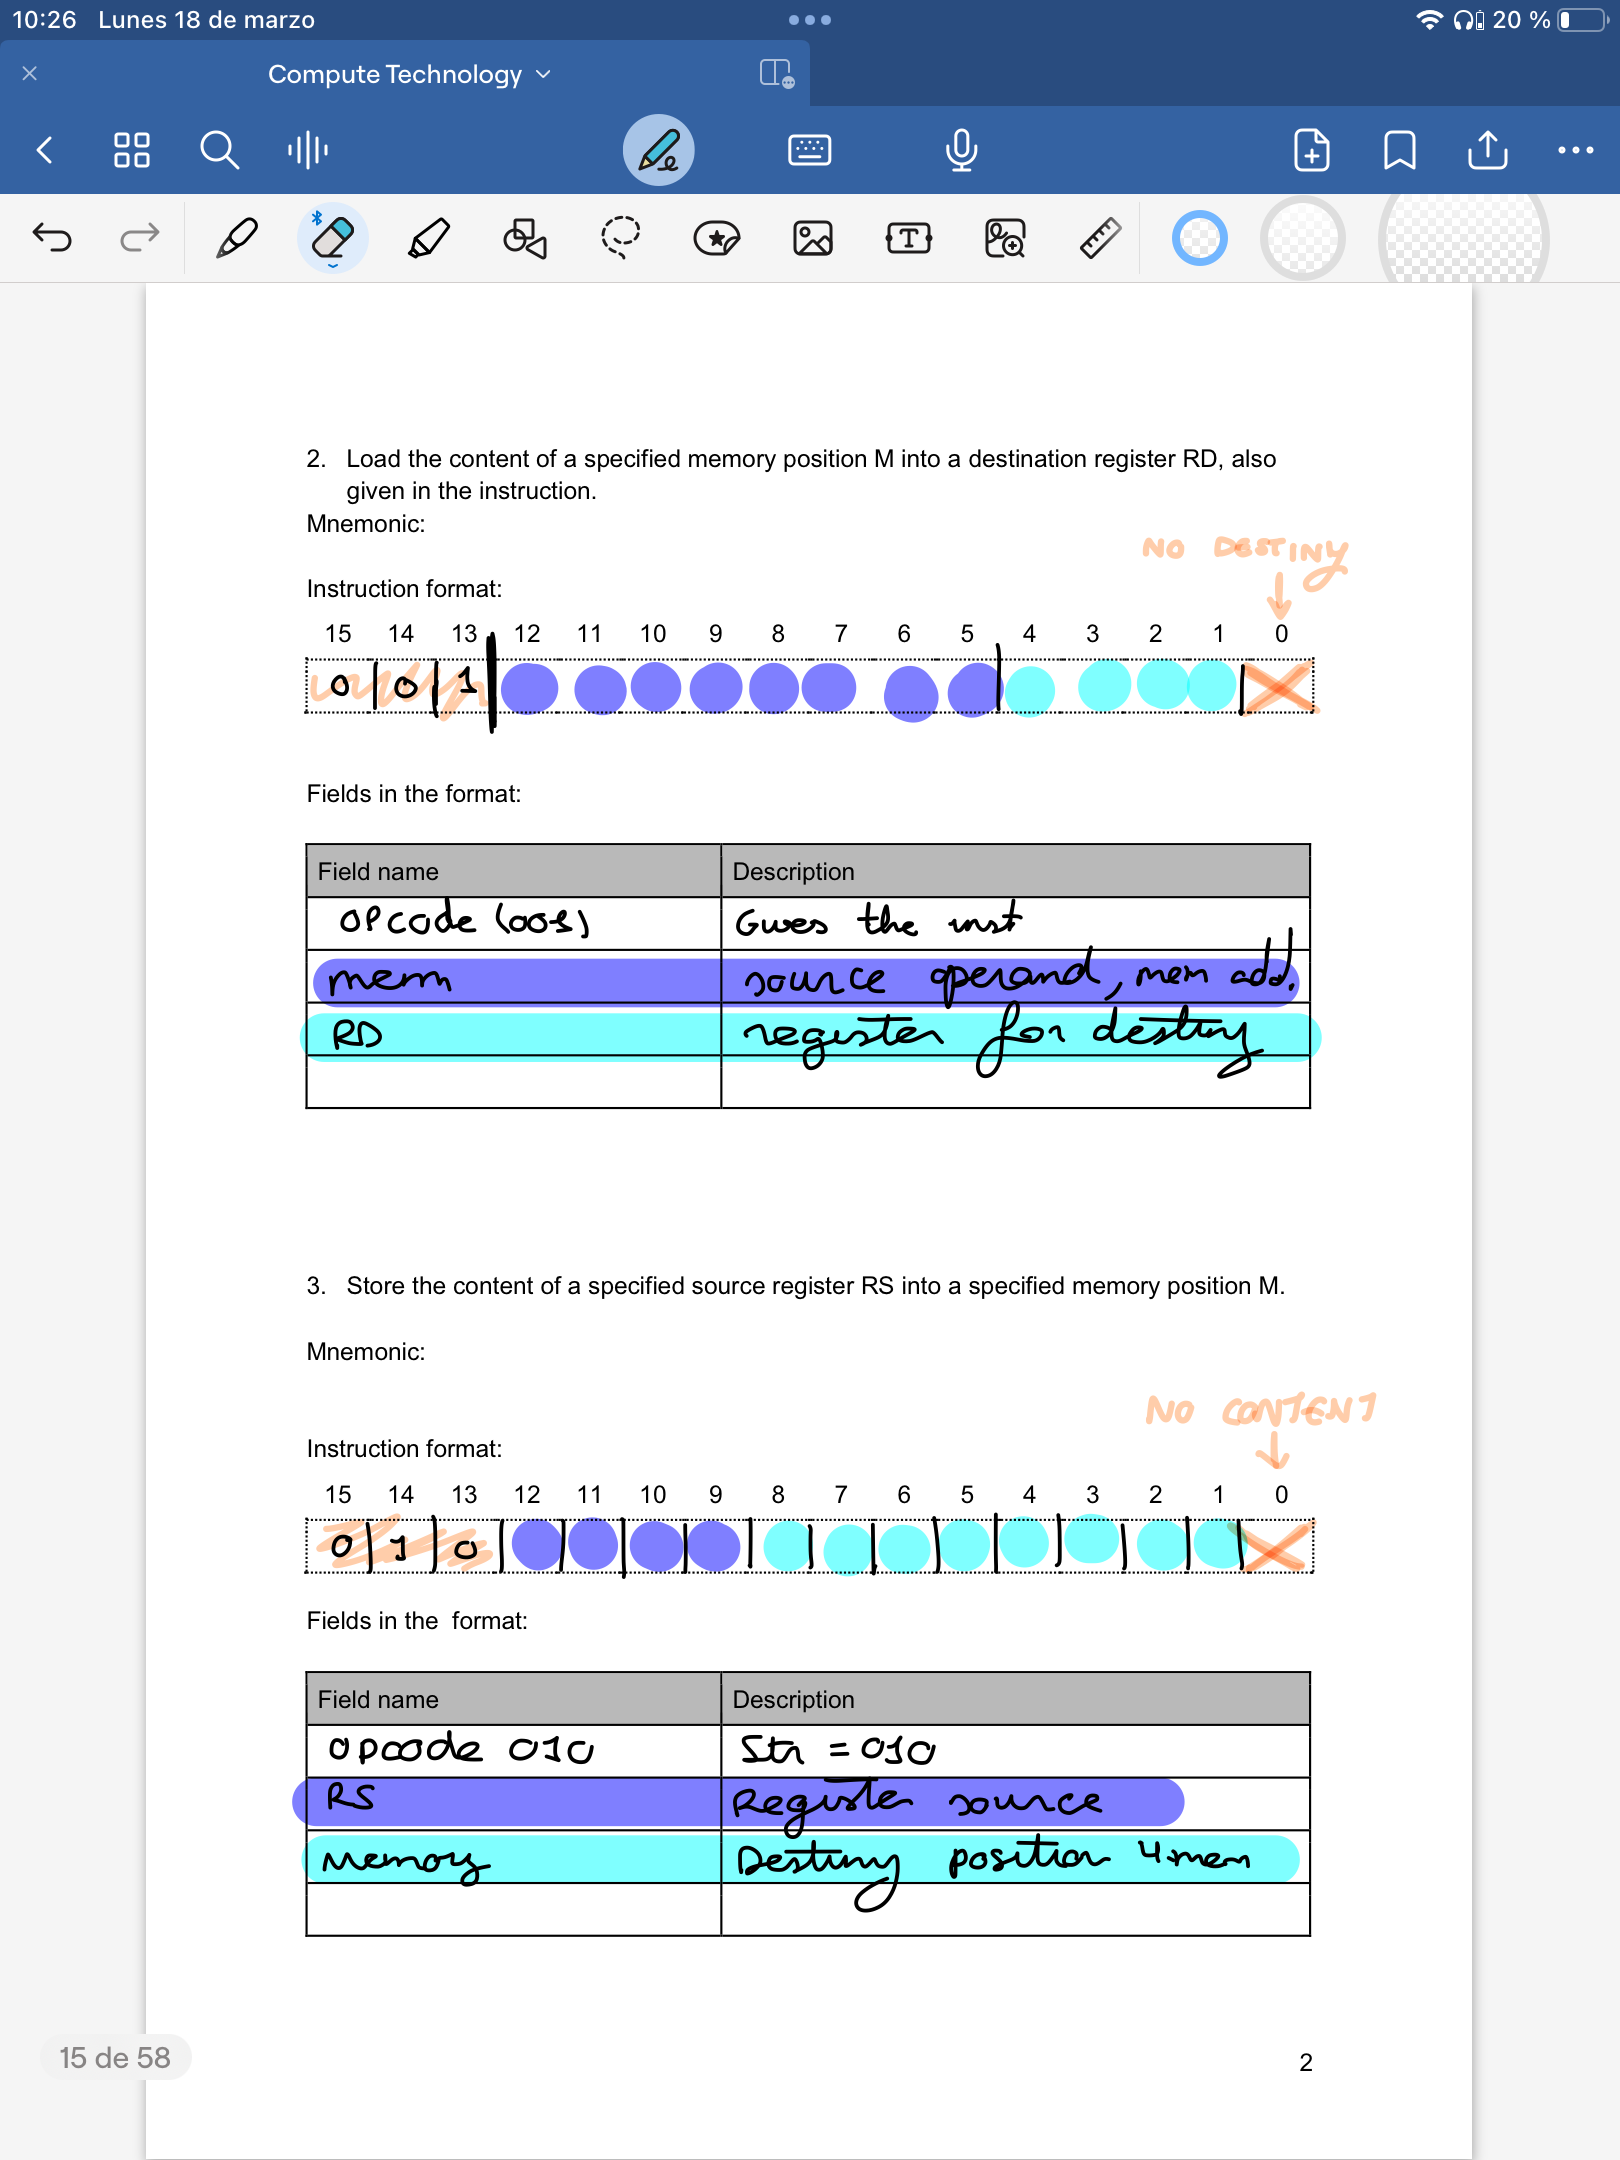 10:26 Lunes 18 de marzo 20 %
Compute Technology
2. Load the content of a specified memory position M into a destination register RD, also
given in the instruction.
Mnemonic:
NO DESTINY
Instruction format:
15 14 13 12 11 10 9 8 7 6 5 4 3 2 1 0
0 0 1
Fields in the format:
Field name Description
OPcode (001) Gives the inst
mem source operand, mem add.
RD register for destiny
3. Store the content of a specified source register RS into a specified memory position M.
Mnemonic:
NO CONTENT
Instruction format:
15 14 13 12 11 10 9 8 7 6 5 4 3 2 1 0
0 1 0
Fields in the format:
Field name Description
opcode 010 Str = 010
RS Register source
Memory Destiny position 4 mem
15 de 58
2